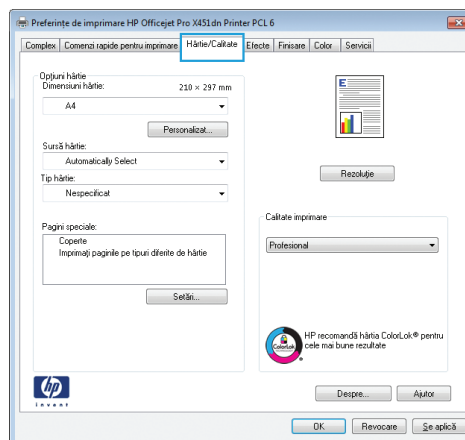 Preferințe de imprimare HP Officejet Pro X451dn Printer PCL 6
Complex Comenzi rapide pentru imprimare Hârtie/Calitate Efecte Finisare Color Servicii
Opțiuni hârtie
Dimensiuni hârtie: 210 × 297 mm
A4
Personalizat...
Sursă hârtie:
Automatically Select
Tip hârtie:
Nespecificat
Pagini speciale:
Coperte
Imprimați paginile pe tipuri diferite de hârtie
Setări...
E
Rezoluție
Calitate imprimare
Profesional
ColorLok
HP recomandă hârtia ColorLok® pentru
cele mai bune rezultate
hp
invent
Despre... Ajutor
OK Revocare Se aplică